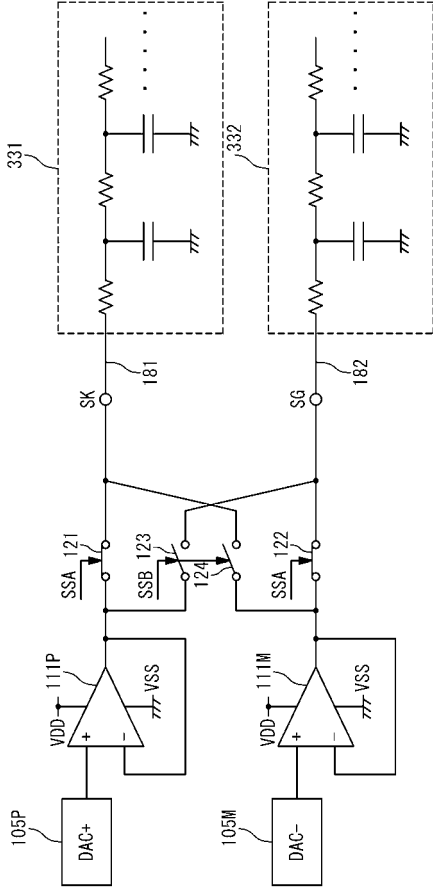 105P
DAC+
111P
VDD
+
−
VSS
SSA
121
SSB
123
124
SSA
122
SK
181
331
105M
DAC-
111M
VDD
+
−
VSS
SG
182
332